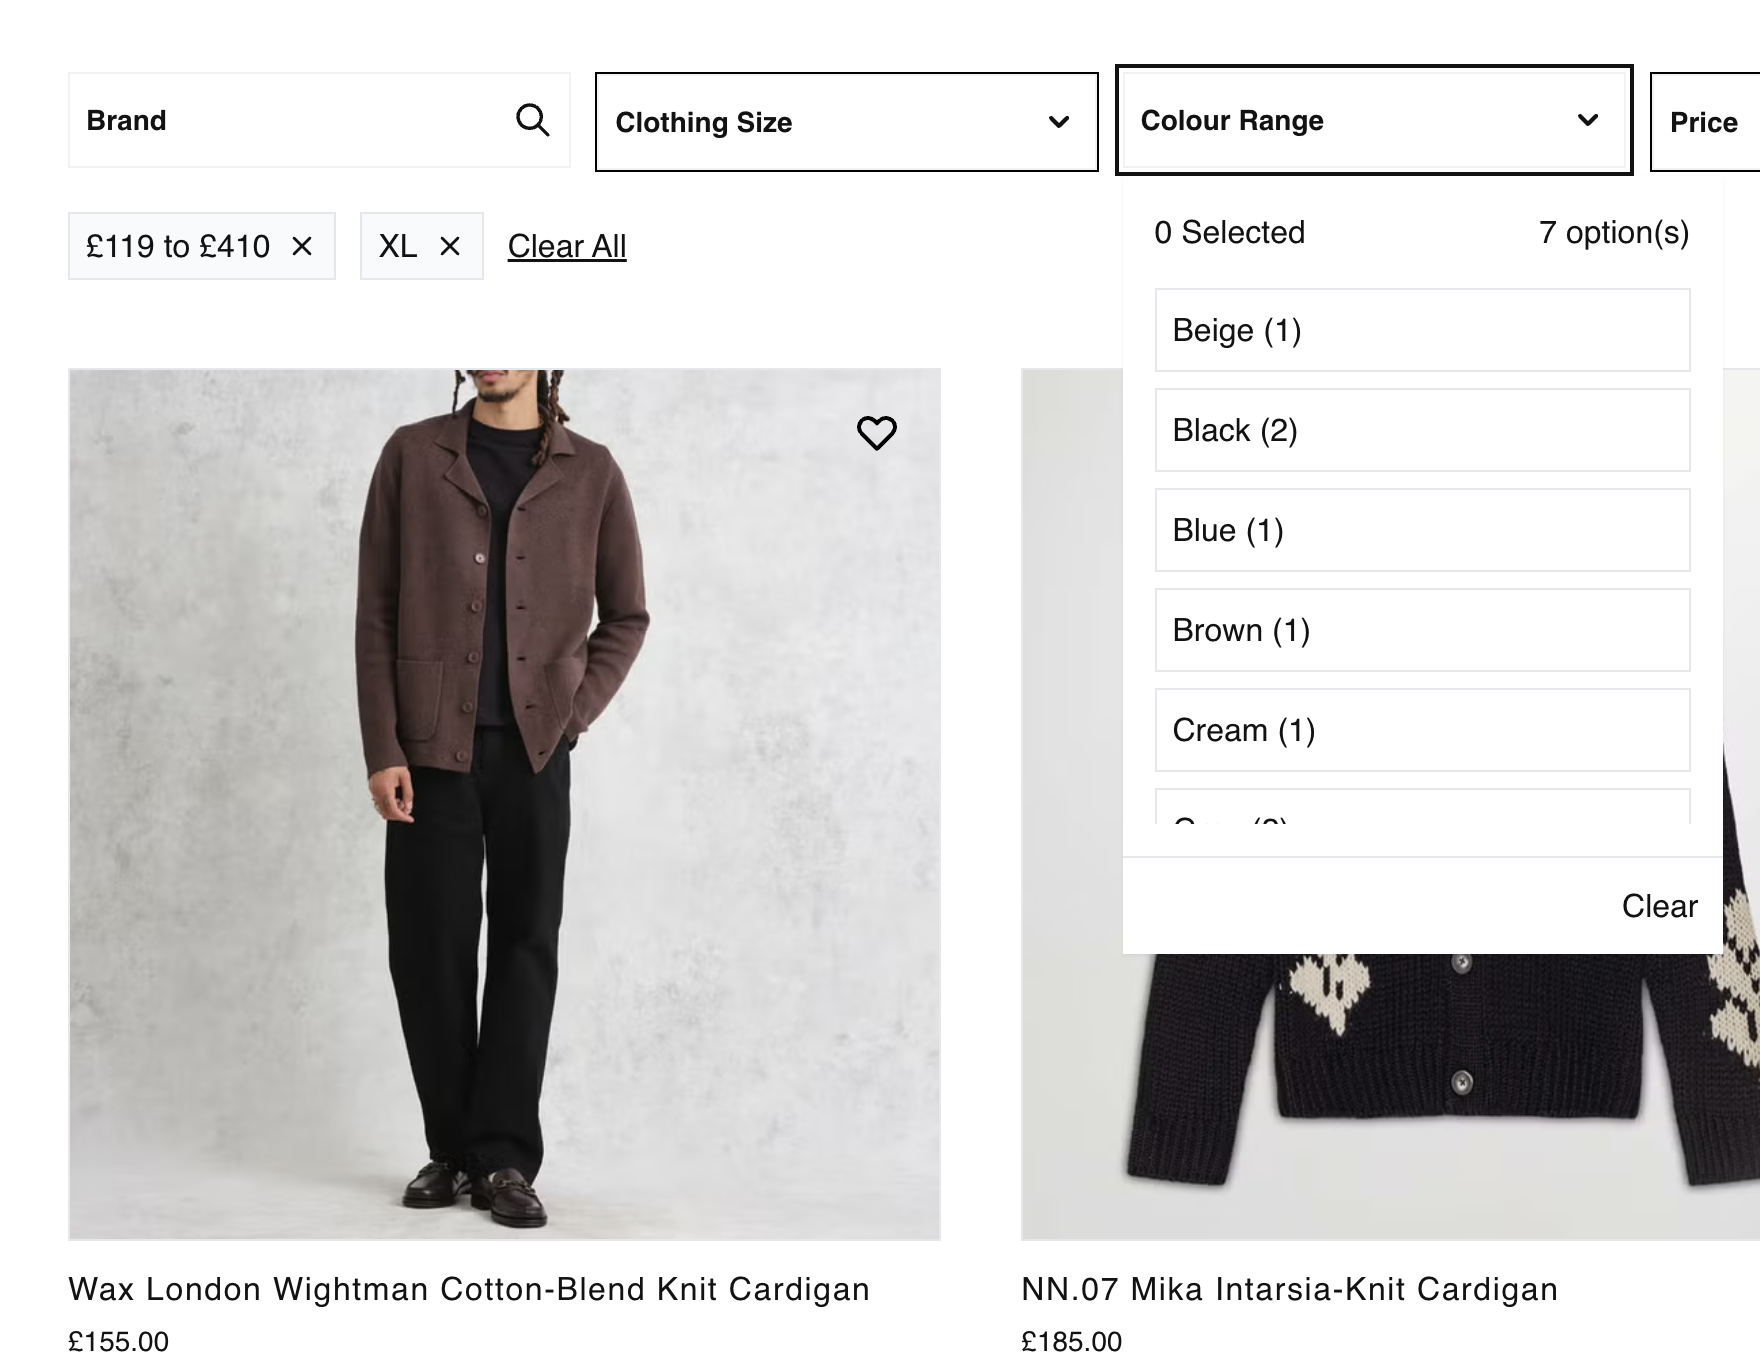 Brand
Clothing Size
Colour Range
Price
£119 to £410
XL
Clear All
0 Selected
7 option(s)
Beige (1)
Black (2)
Blue (1)
Brown (1)
Cream (1)
Clear
Wax London Wightman Cotton-Blend Knit Cardigan
£155.00
NN.07 Mika Intarsia-Knit Cardigan
£185.00